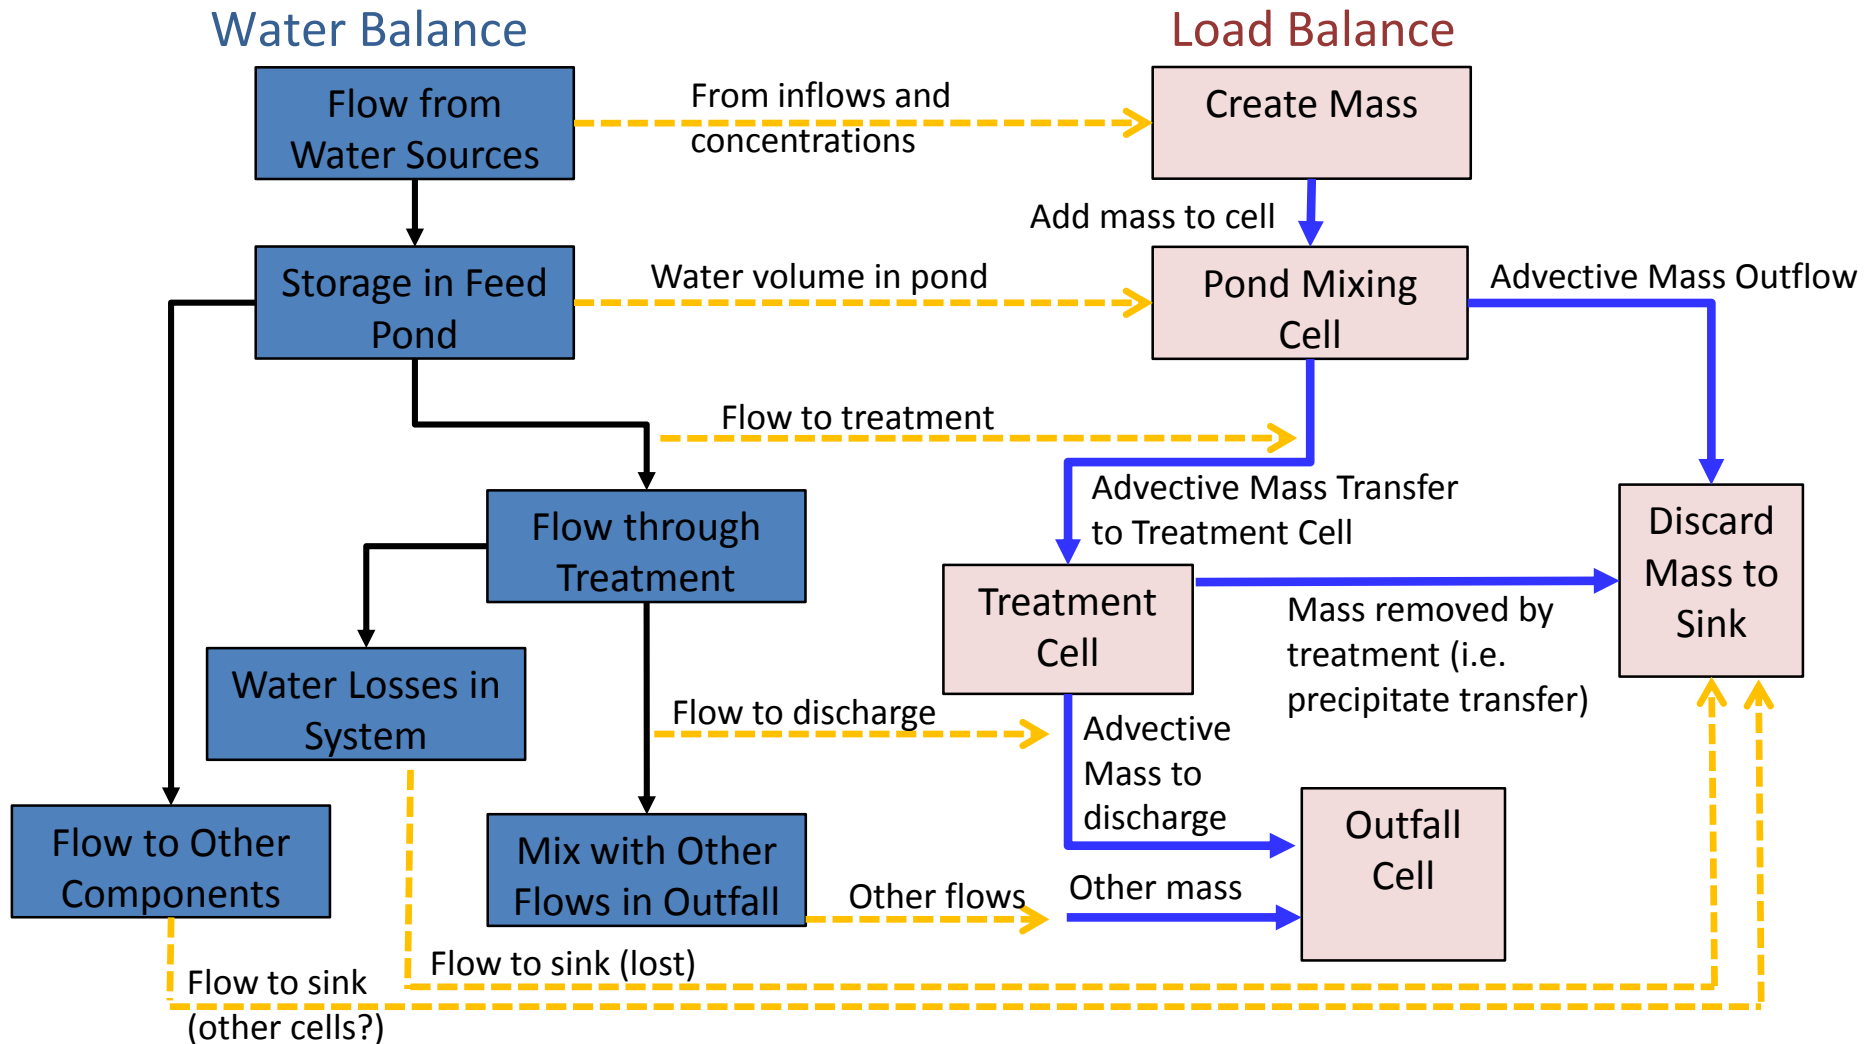 Water Balance
Load Balance
Flow from
Water Sources
From inflows and
concentrations
Create Mass
Add mass to cell
Storage in Feed
Pond
Water volume in pond
Pond Mixing
Cell
Advective Mass Outflow
Flow to treatment
Advective Mass Transfer
to Treatment Cell
Flow through
Treatment
Discard
Mass to
Sink
Treatment
Cell
Mass removed by
treatment (i.e.
precipitate transfer)
Water Losses in
System
Flow to discharge
Advective
Mass to
discharge
Flow to Other
Components
Mix with Other
Flows in Outfall
Outfall
Cell
Other flows
Other mass
Flow to sink (lost)
Flow to sink
(other cells?)